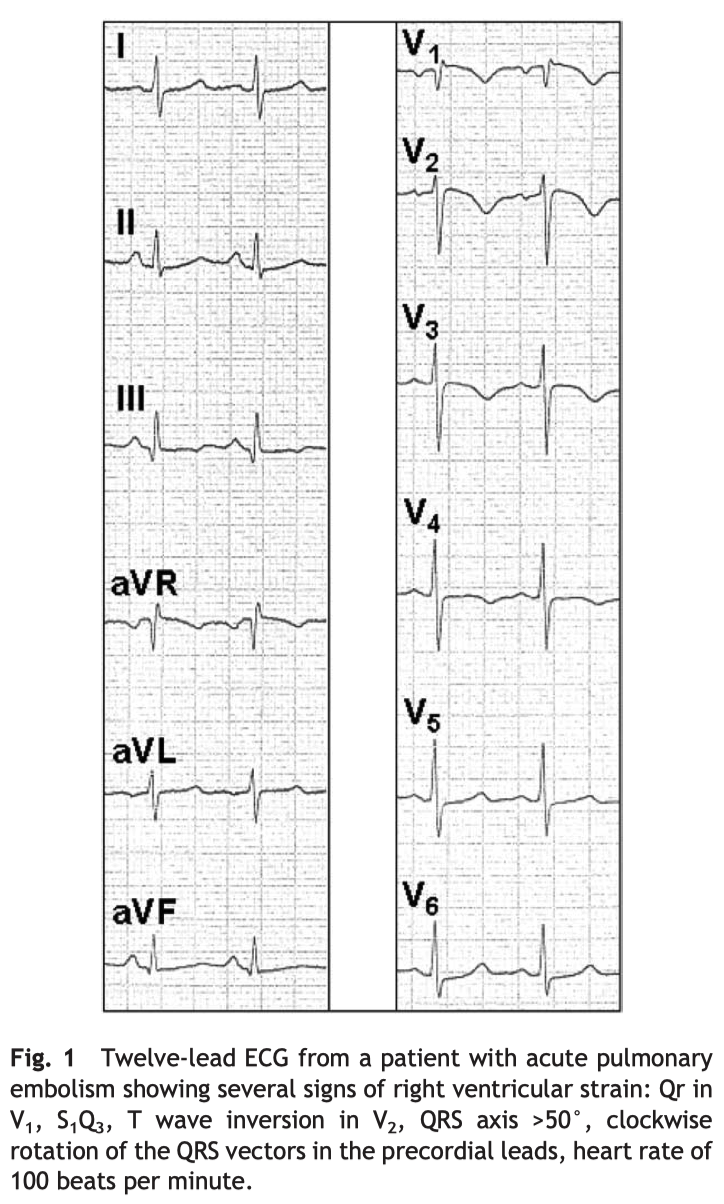 I
II
III
aVR
aVL
aVF
V1
V2
V3
V4
V5
V6
Fig. 1 Twelve-lead ECG from a patient with acute pulmonary
embolism showing several signs of right ventricular strain: Qr in
V1, S1Q3, T wave inversion in V2, QRS axis >50°, clockwise
rotation of the QRS vectors in the precordial leads, heart rate of
100 beats per minute.